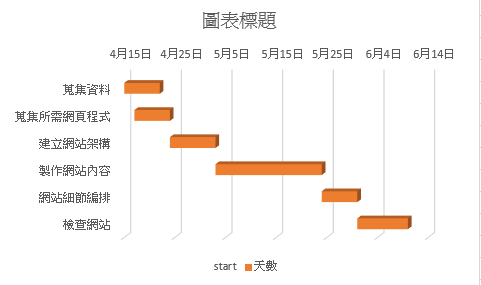 圖表標題
4月15日 4月25日 5月5日 5月15日 5月25日 6月4日 6月14日
蒐集資料
蒐集所需網頁程式
建立網站架構
製作網站內容
網站細節編排
檢查網站
start 天數